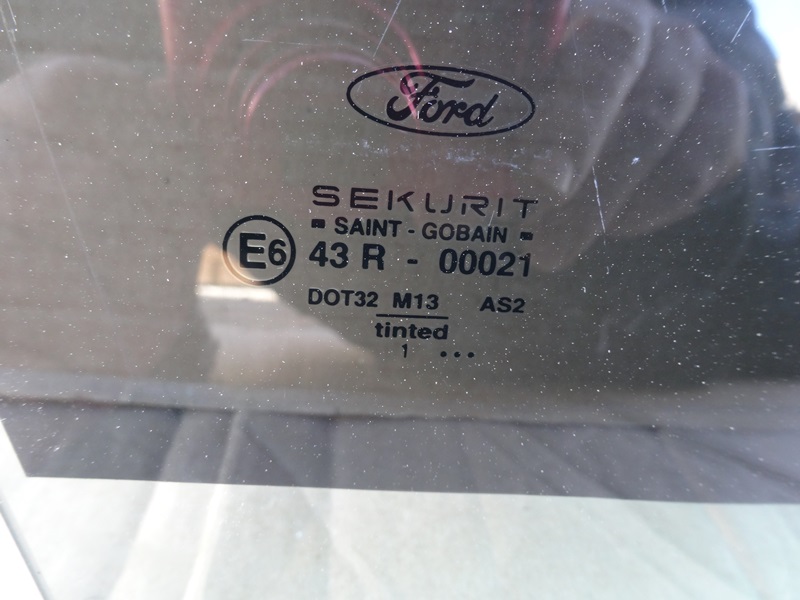 Ford
SEKURIT
SAINT - GOBAIN
E6 43 R - 00021
DOT32 M13 AS2
tinted
1 ...